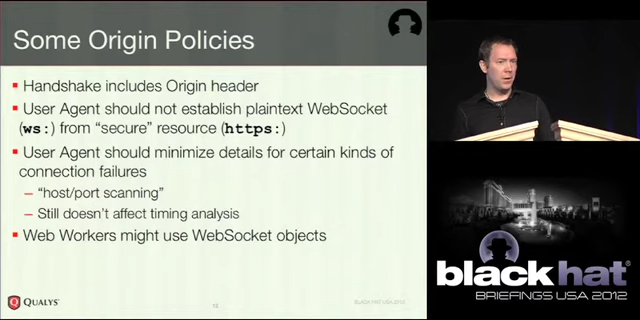 Some Origin Policies
Handshake includes Origin header
User Agent should not establish plaintext WebSocket
(ws:) from “secure” resource (https:)
User Agent should minimize details for certain kinds of
connection failures
– “host/port scanning”
– Still doesn’t affect timing analysis
Web Workers might use WebSocket objects
QUALYS®
BLACK HAT 2012
black hat®
BRIEFINGS USA 2012